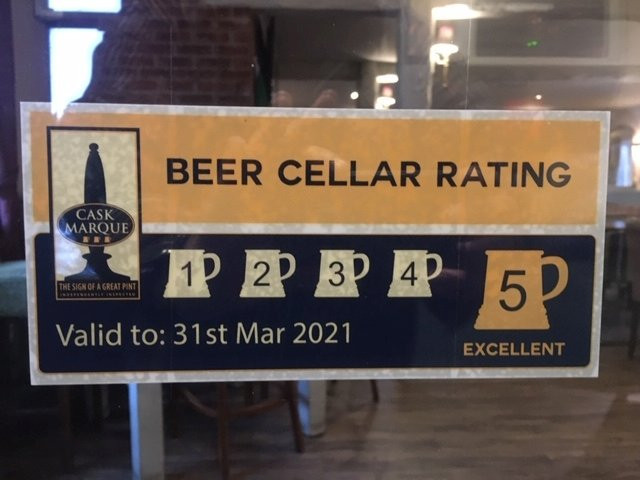 BEER CELLAR RATING
CASK
MARQUE
THE SIGN OF A GREAT PINT
INDEPENDENTLY INSPECTED
1 2 3 4 5
Valid to: 31st Mar 2021
EXCELLENT